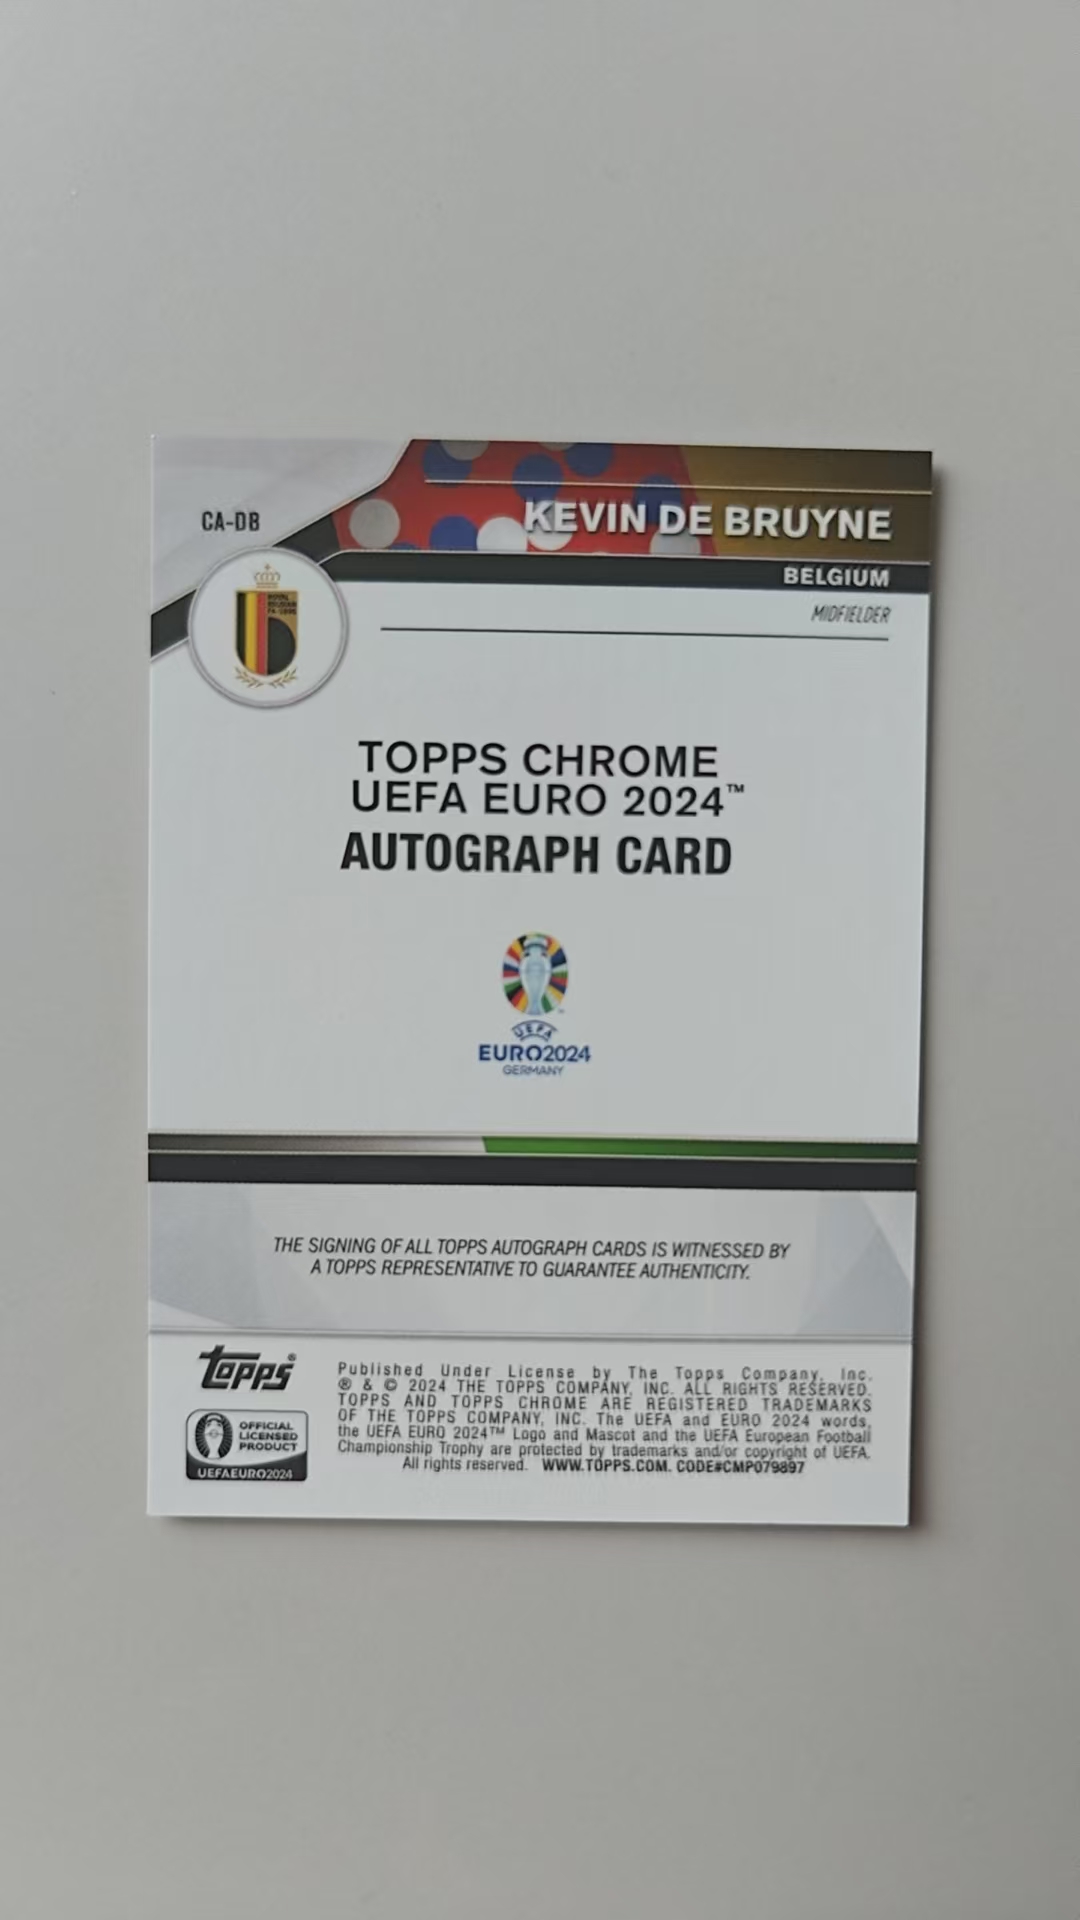 CA-DB
KEVIN DE BRUYNE
BELGIUM
MIDFIELDER
TOPPS CHROME
UEFA EURO 2024™
AUTOGRAPH CARD
UEFA
EURO2024
GERMANY
THE SIGNING OF ALL TOPPS AUTOGRAPH CARDS IS WITNESSED BY
A TOPPS REPRESENTATIVE TO GUARANTEE AUTHENTICITY.
topps®
OFFICIAL
LICENSED
PRODUCT
UEFAEURO2024
Published Under License by The Topps Company, Inc.
® & © 2024 THE TOPPS COMPANY, INC. ALL RIGHTS RESERVED.
TOPPS AND TOPPS CHROME ARE REGISTERED TRADEMARKS
OF THE TOPPS COMPANY, INC. The UEFA and EURO 2024 words,
the UEFA EURO 2024™ Logo and Mascot and the UEFA European Football
Championship Trophy are protected by trademarks and/or copyright of UEFA.
All rights reserved. WWW.TOPPS.COM. CODE#CMP079897